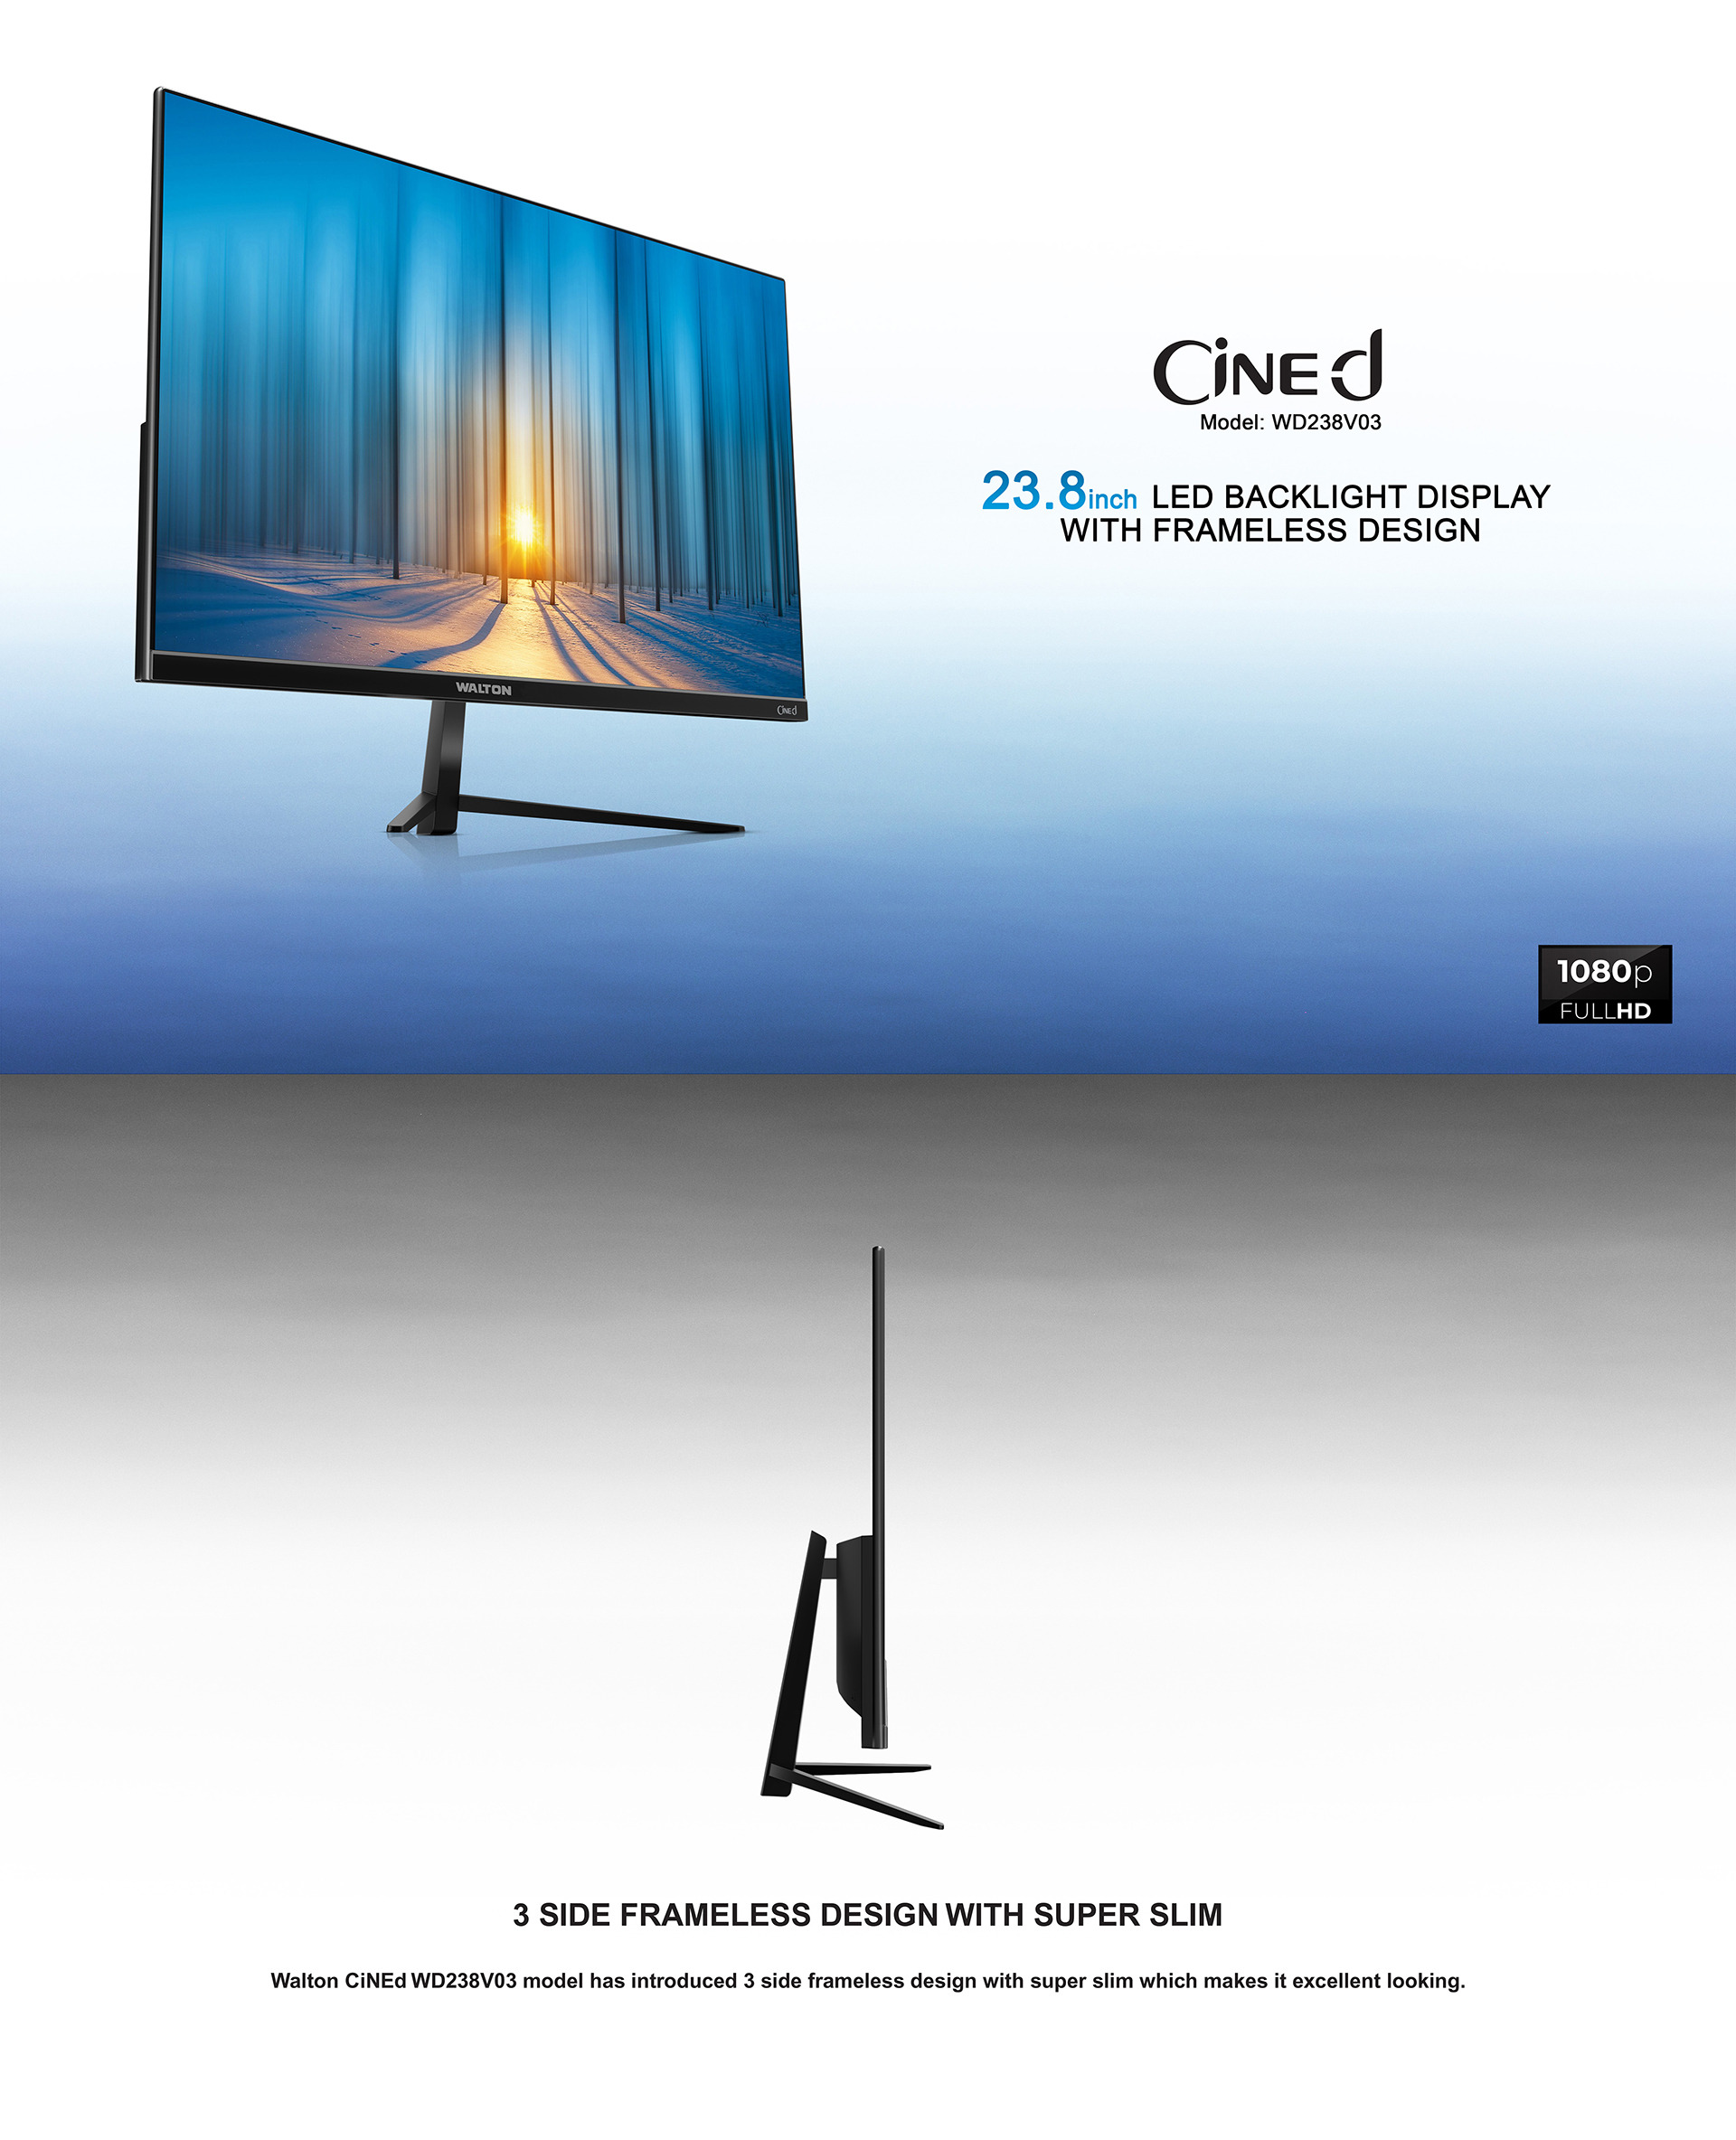 CiNEd
Model: WD238V03
23.8inch LED BACKLIGHT DISPLAY
WITH FRAMELESS DESIGN
WALTON
CiNEd
1080p
FULLHD
3 SIDE FRAMELESS DESIGN WITH SUPER SLIM
Walton CiNEd WD238V03 model has introduced 3 side frameless design with super slim which makes it excellent looking.